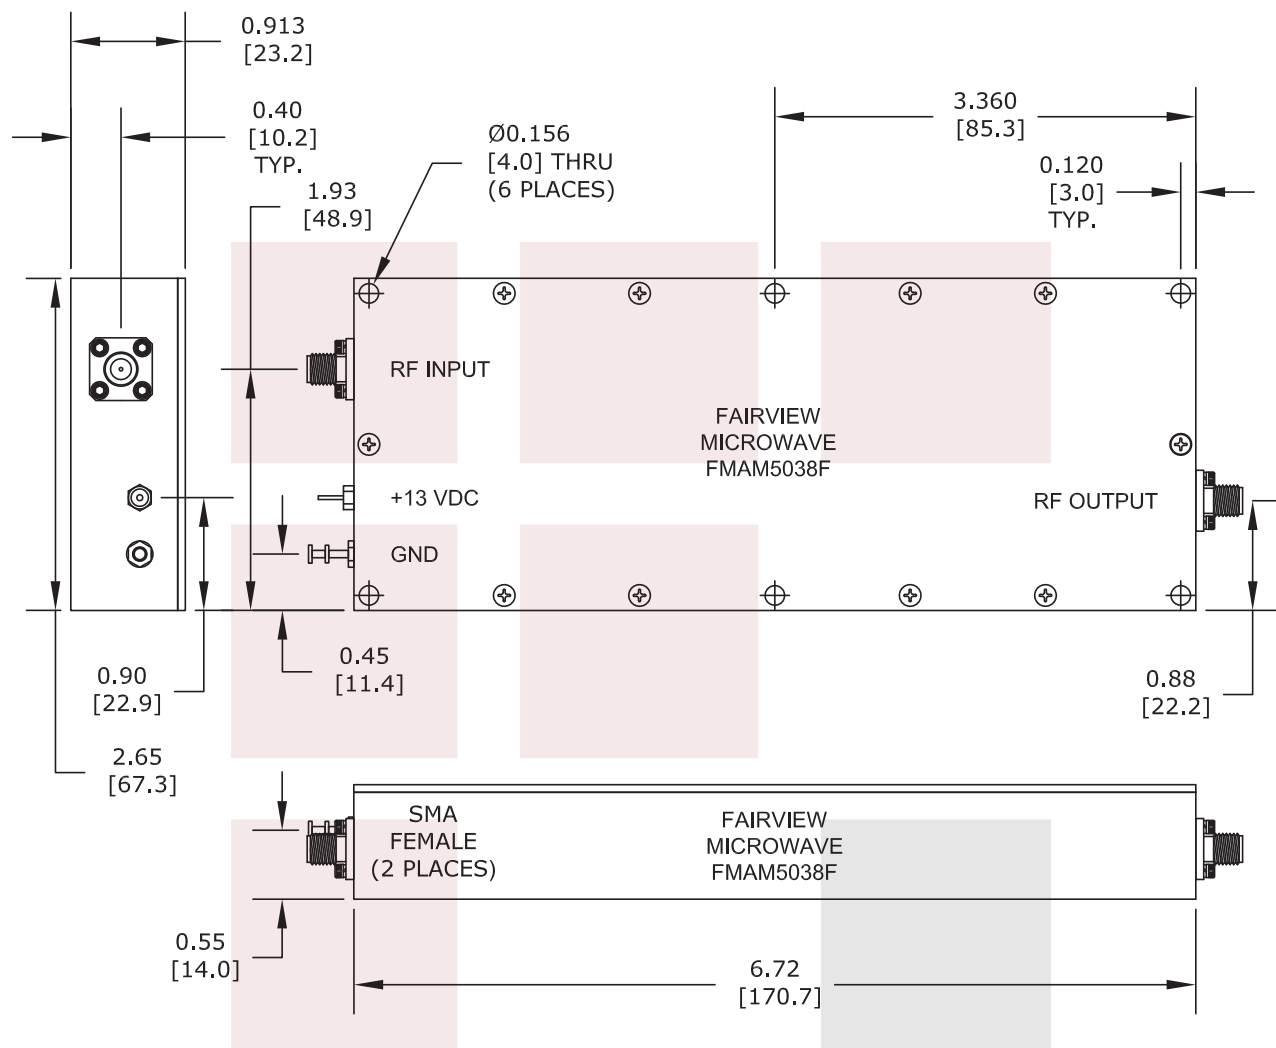 0.913
[23.2]
0.40
[10.2]
TYP.
1.93
[48.9]
Ø0.156
[4.0] THRU
(6 PLACES)
3.360
[85.3]
0.120
[3.0]
TYP.
RF INPUT
FAIRVIEW
MICROWAVE
FMAM5038F
+13 VDC
RF OUTPUT
GND
0.45
[11.4]
0.90
[22.9]
0.88
[22.2]
2.65
[67.3]
SMA
FEMALE
(2 PLACES)
FAIRVIEW
MICROWAVE
FMAM5038F
0.55
[14.0]
6.72
[170.7]